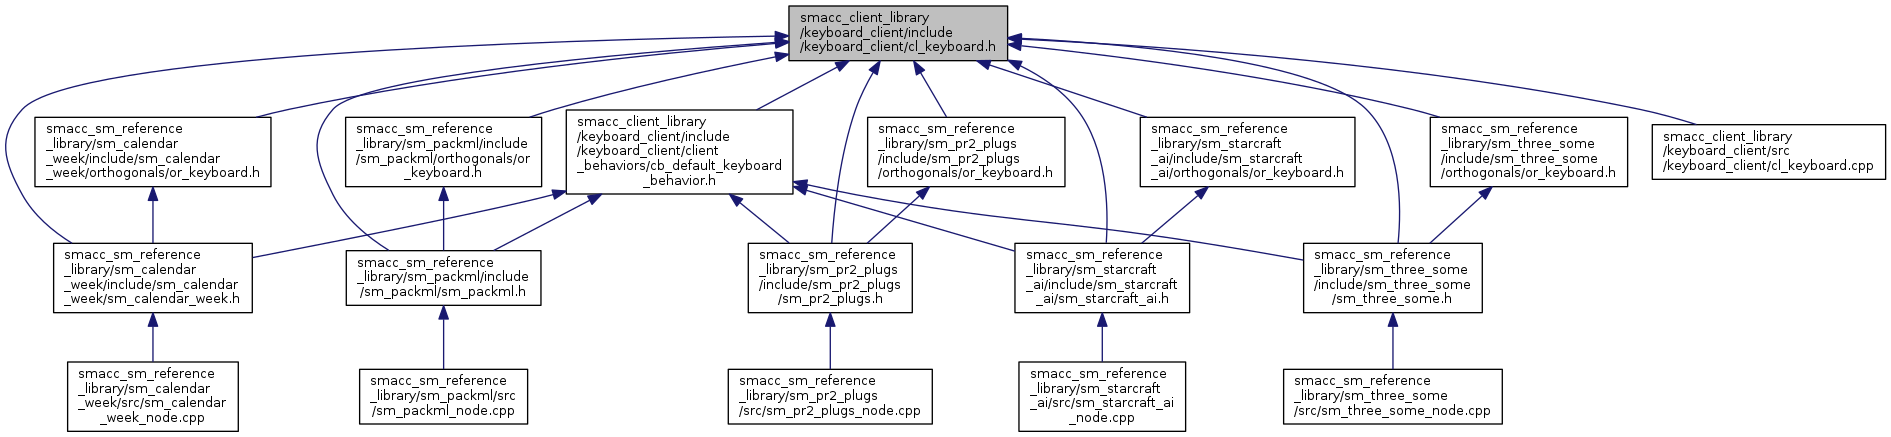 smacc_client_library
/keyboard_client/include
/keyboard_client/cl_keyboard.h
smacc_sm_reference
_library/sm_calendar
_week/include/sm_calendar
_week/orthogonals/or_keyboard.h
smacc_sm_reference
_library/sm_packml/include
/sm_packml/orthogonals/or
_keyboard.h
smacc_client_library
/keyboard_client/include
/keyboard_client/client
_behaviors/cb_default_keyboard
_behavior.h
smacc_sm_reference
_library/sm_pr2_plugs
/include/sm_pr2_plugs
/orthogonals/or_keyboard.h
smacc_sm_reference
_library/sm_starcraft
_ai/include/sm_starcraft
_ai/orthogonals/or_keyboard.h
smacc_sm_reference
_library/sm_three_some
/include/sm_three_some
/orthogonals/or_keyboard.h
smacc_client_library
/keyboard_client/src
/keyboard_client/cl_keyboard.cpp
smacc_sm_reference
_library/sm_calendar
_week/include/sm_calendar
_week/sm_calendar_week.h
smacc_sm_reference
_library/sm_packml/include
/sm_packml/sm_packml.h
smacc_sm_reference
_library/sm_pr2_plugs
/include/sm_pr2_plugs
/sm_pr2_plugs.h
smacc_sm_reference
_library/sm_starcraft
_ai/include/sm_starcraft
_ai/sm_starcraft_ai.h
smacc_sm_reference
_library/sm_three_some
/include/sm_three_some
/sm_three_some.h
smacc_sm_reference
_library/sm_calendar
_week/src/sm_calendar
_week_node.cpp
smacc_sm_reference
_library/sm_packml/src
/sm_packml_node.cpp
smacc_sm_reference
_library/sm_pr2_plugs
/src/sm_pr2_plugs_node.cpp
smacc_sm_reference
_library/sm_starcraft
_ai/src/sm_starcraft_ai
_node.cpp
smacc_sm_reference
_library/sm_three_some
/src/sm_three_some_node.cpp